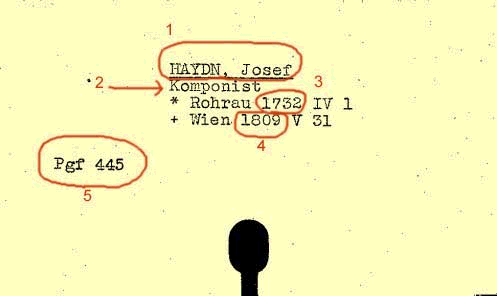 1
HAYDN, Josef
2 Komponist
3
* Rohrau 1732 IV 1
+ Wien 1809 V 31
4
Pgf 445
5